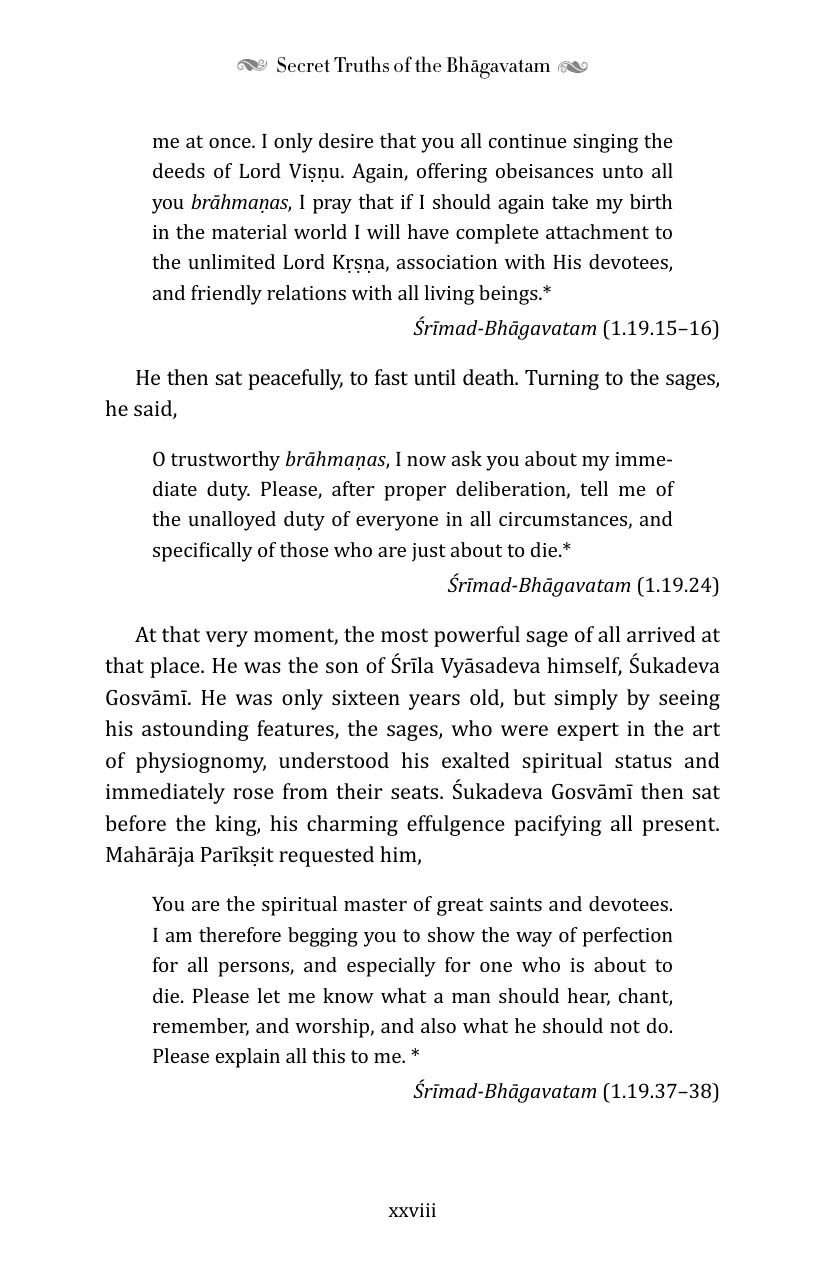 Secret Truths of the Bhāgavatam
me at once. I only desire that you all continue singing the
deeds of Lord Viṣṇu. Again, offering obeisances unto all
you brāhmaṇas, I pray that if I should again take my birth
in the material world I will have complete attachment to
the unlimited Lord Kṛṣṇa, association with His devotees,
and friendly relations with all living beings.*
Śrīmad-Bhāgavatam (1.19.15–16)
He then sat peacefully, to fast until death. Turning to the sages,
he said,
O trustworthy brāhmaṇas, I now ask you about my imme-
diate duty. Please, after proper deliberation, tell me of
the unalloyed duty of everyone in all circumstances, and
specifically of those who are just about to die.*
Śrīmad-Bhāgavatam (1.19.24)
At that very moment, the most powerful sage of all arrived at
that place. He was the son of Śrīla Vyāsadeva himself, Śukadeva
Gosvāmī. He was only sixteen years old, but simply by seeing
his astounding features, the sages, who were expert in the art
of physiognomy, understood his exalted spiritual status and
immediately rose from their seats. Śukadeva Gosvāmī then sat
before the king, his charming effulgence pacifying all present.
Mahārāja Parīkṣit requested him,
You are the spiritual master of great saints and devotees.
I am therefore begging you to show the way of perfection
for all persons, and especially for one who is about to
die. Please let me know what a man should hear, chant,
remember, and worship, and also what he should not do.
Please explain all this to me. *
Śrīmad-Bhāgavatam (1.19.37–38)
xxviii